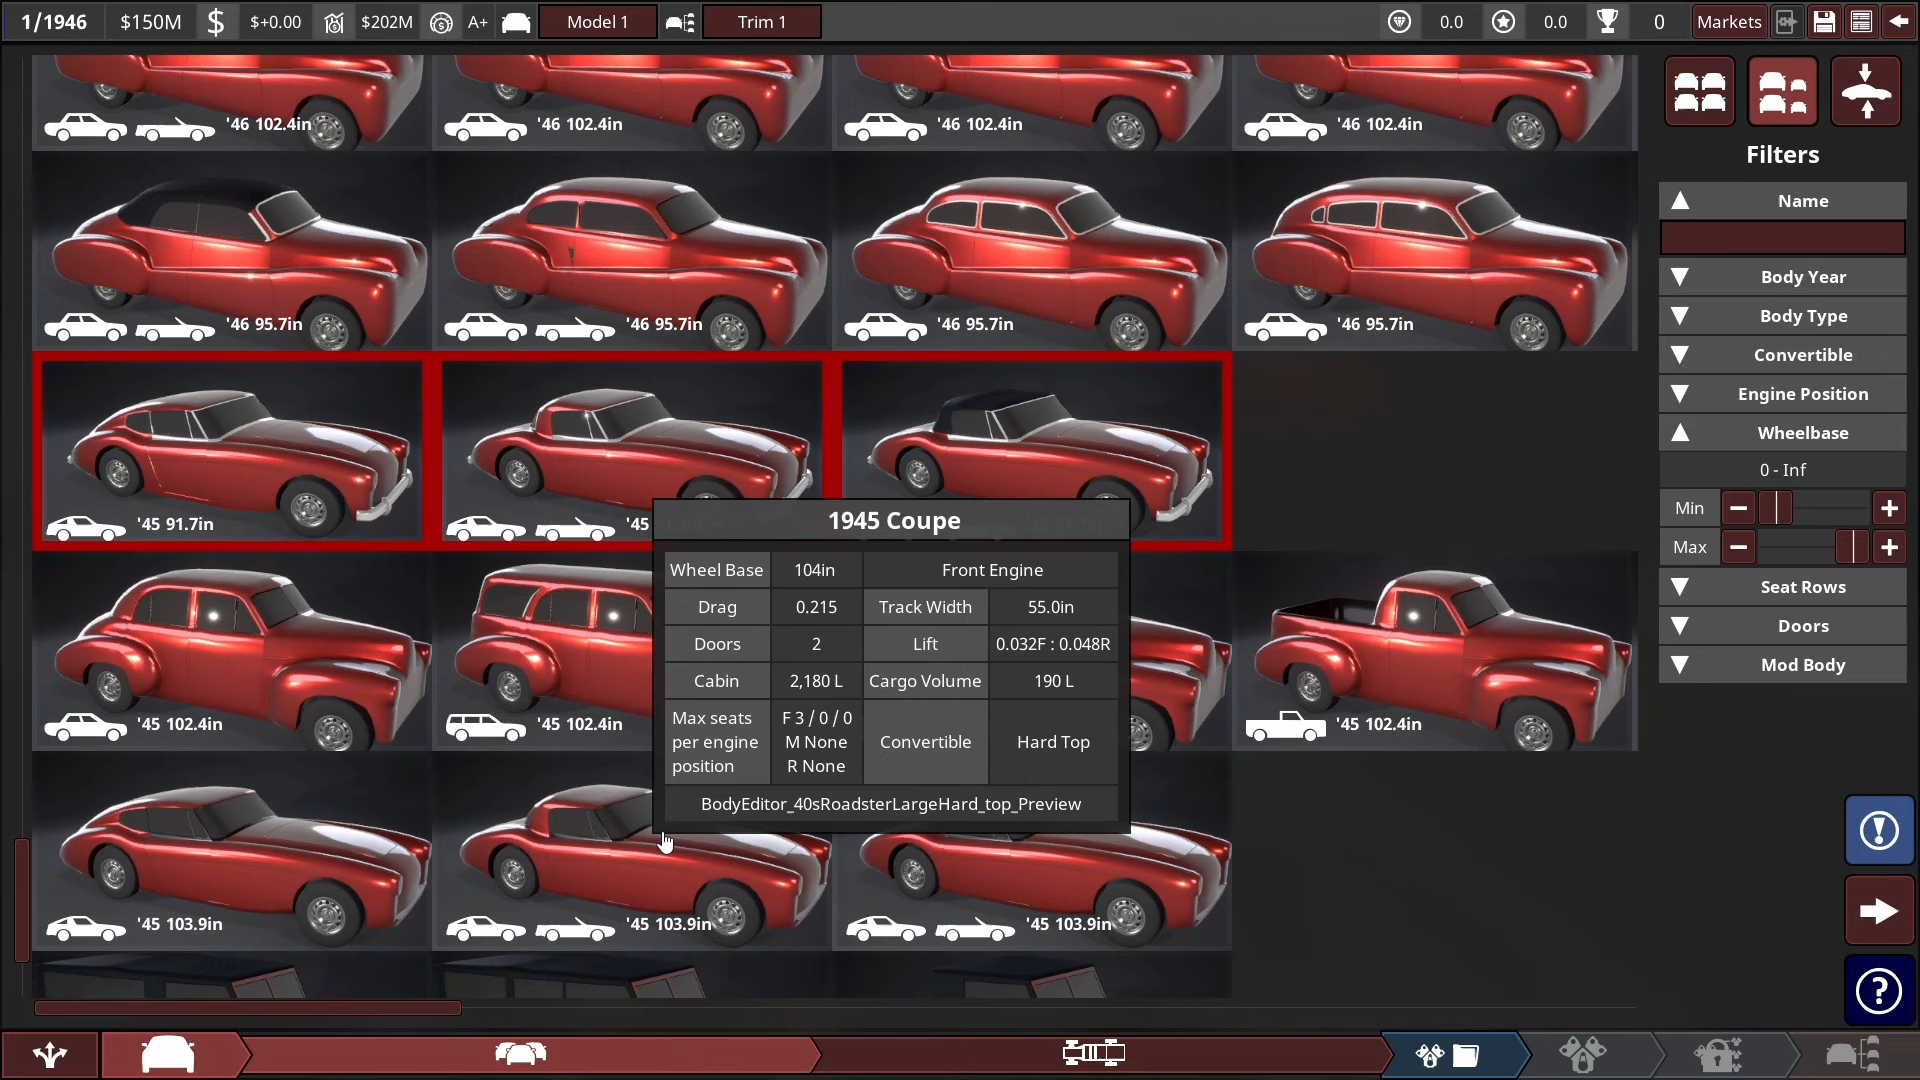 1/1946 $150M $ $+0.00 $202M A+ Model 1 Trim 1 0.0 0.0 0 Markets
'46 102.4in '46 102.4in '46 102.4in '46 102.4in
Filters
Name
'46 95.7in '46 95.7in '46 95.7in '46 95.7in
Body Year
Body Type
Convertible
Engine Position
Wheelbase
0 - Inf
Min
Max
'45 91.7in '45
1945 Coupe
Wheel Base 104in Front Engine
Drag 0.215 Track Width 55.0in
Doors 2 Lift 0.032F : 0.048R
Cabin 2,180 L Cargo Volume 190 L
Max seats per engine position
F 3 / 0 / 0
M None
R None
Convertible Hard Top
BodyEditor_40sRoadsterLargeHard_top_Preview
Seat Rows
Doors
Mod Body
'45 102.4in '45 102.4in '45 102.4in
'45 103.9in '45 103.9in '45 103.9in
?